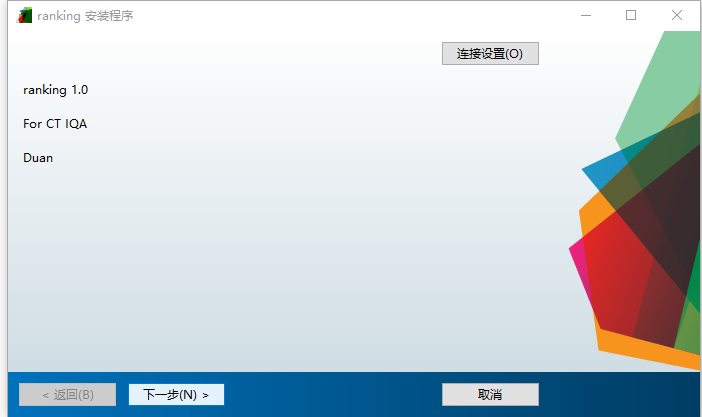 ranking 安装程序
连接设置(O)
ranking 1.0
For CT IQA
Duan
< 返回(B)
下一步(N) >
取消